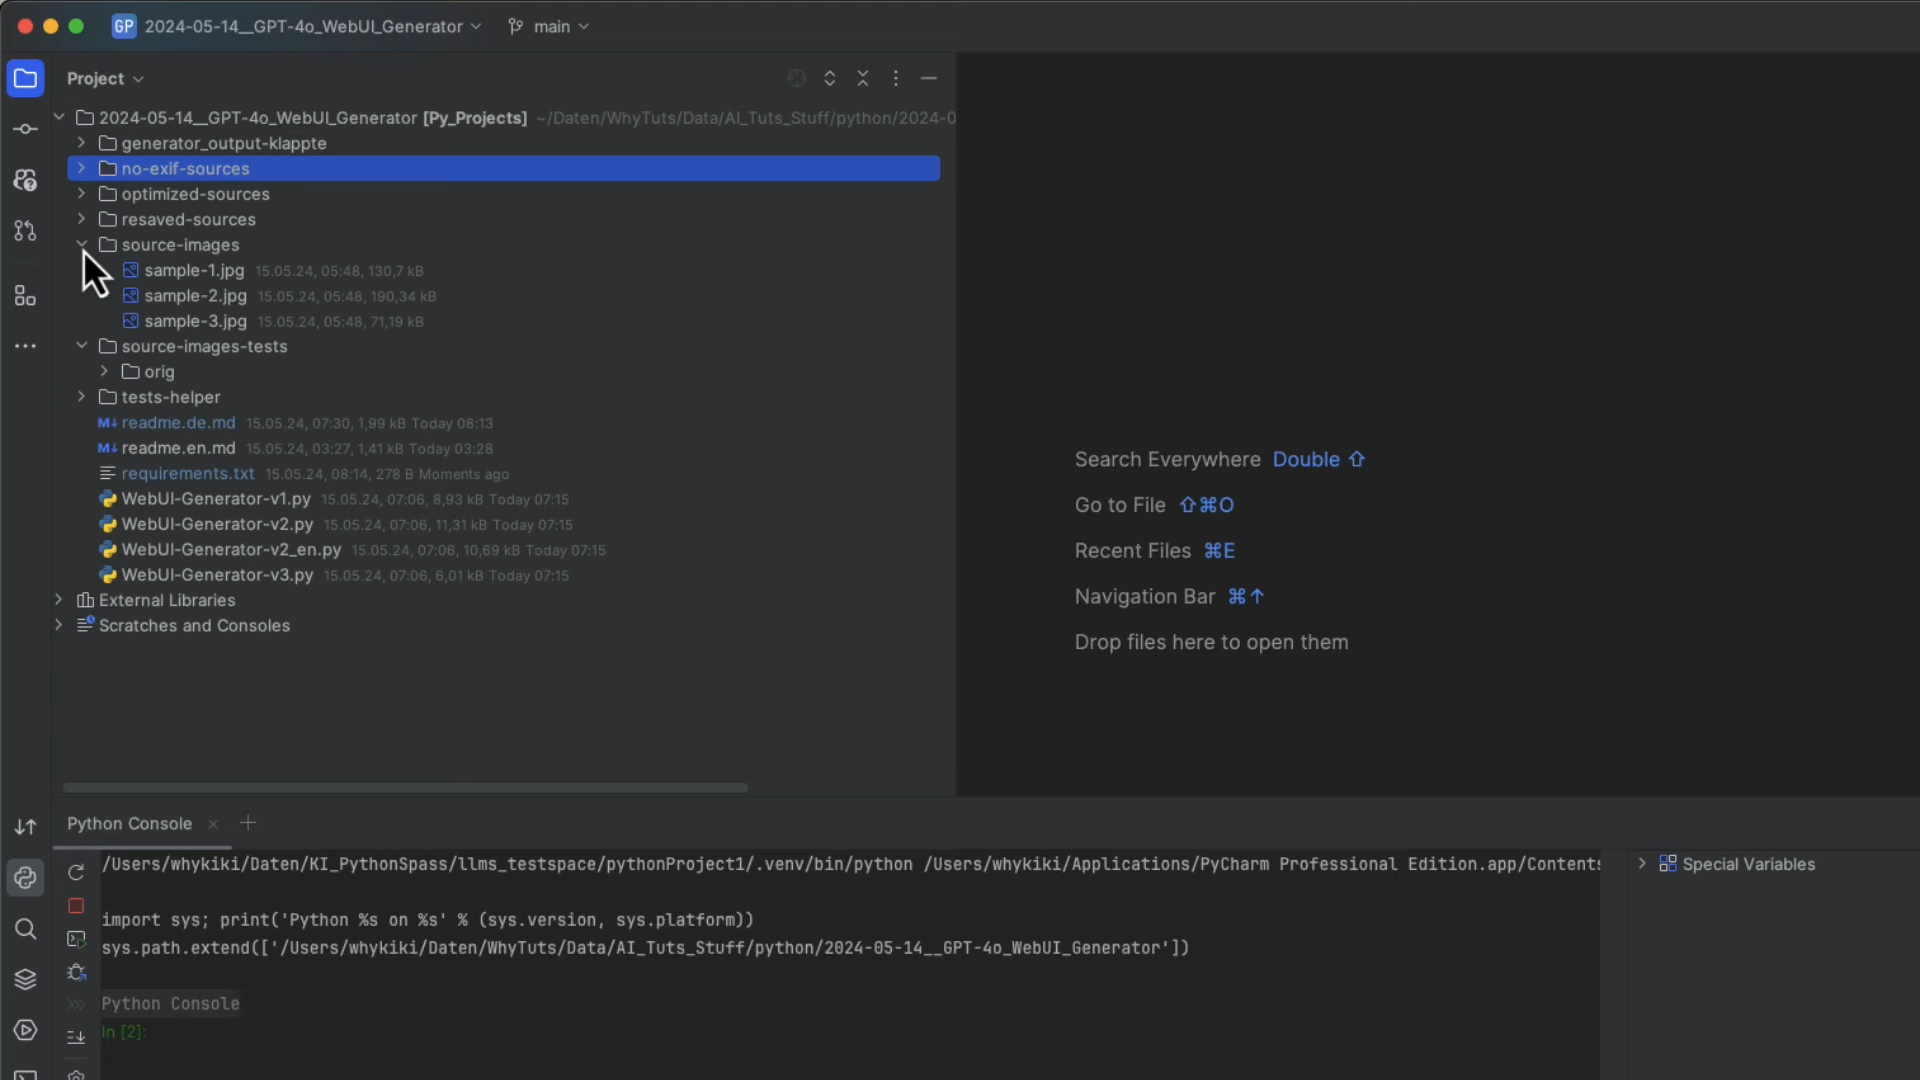 GP 2024-05-14__GPT-4o_WebUI_Generator main
Project
2024-05-14__GPT-4o_WebUI_Generator [Py_Projects] ~/Daten/WhyTuts/Data/AI_Tuts_Stuff/python/2024-0
generator_output-klappte
no-exif-sources
optimized-sources
resaved-sources
source-images
sample-1.jpg 15.05.24, 05:48, 130,7 kB
sample-2.jpg 15.05.24, 05:48, 190,34 kB
sample-3.jpg 15.05.24, 05:48, 71,19 kB
source-images-tests
orig
tests-helper
M↓ readme.de.md 15.05.24, 07:30, 1,99 kB Today 08:13
M↓ readme.en.md 15.05.24, 03:27, 1,41 kB Today 03:28
requirements.txt 15.05.24, 08:14, 278 B Moments ago
WebUI-Generator-v1.py 15.05.24, 07:06, 8,93 kB Today 07:15
WebUI-Generator-v2.py 15.05.24, 07:06, 11,31 kB Today 07:15
WebUI-Generator-v2_en.py 15.05.24, 07:06, 10,69 kB Today 07:15
WebUI-Generator-v3.py 15.05.24, 07:06, 6,01 kB Today 07:15
External Libraries
Scratches and Consoles
Search Everywhere Double ⇧
Go to File ⇧⌘O
Recent Files ⌘E
Navigation Bar ⌘↑
Drop files here to open them
Python Console
/Users/whykiki/Daten/KI_PythonSpass/llms_testspace/pythonProject1/.venv/bin/python /Users/whykiki/Applications/PyCharm Professional Edition.app/Contents
import sys; print('Python %s on %s' % (sys.version, sys.platform))
sys.path.extend(['/Users/whykiki/Daten/WhyTuts/Data/AI_Tuts_Stuff/python/2024-05-14__GPT-4o_WebUI_Generator'])
Python Console
In [2]:
Special Variables